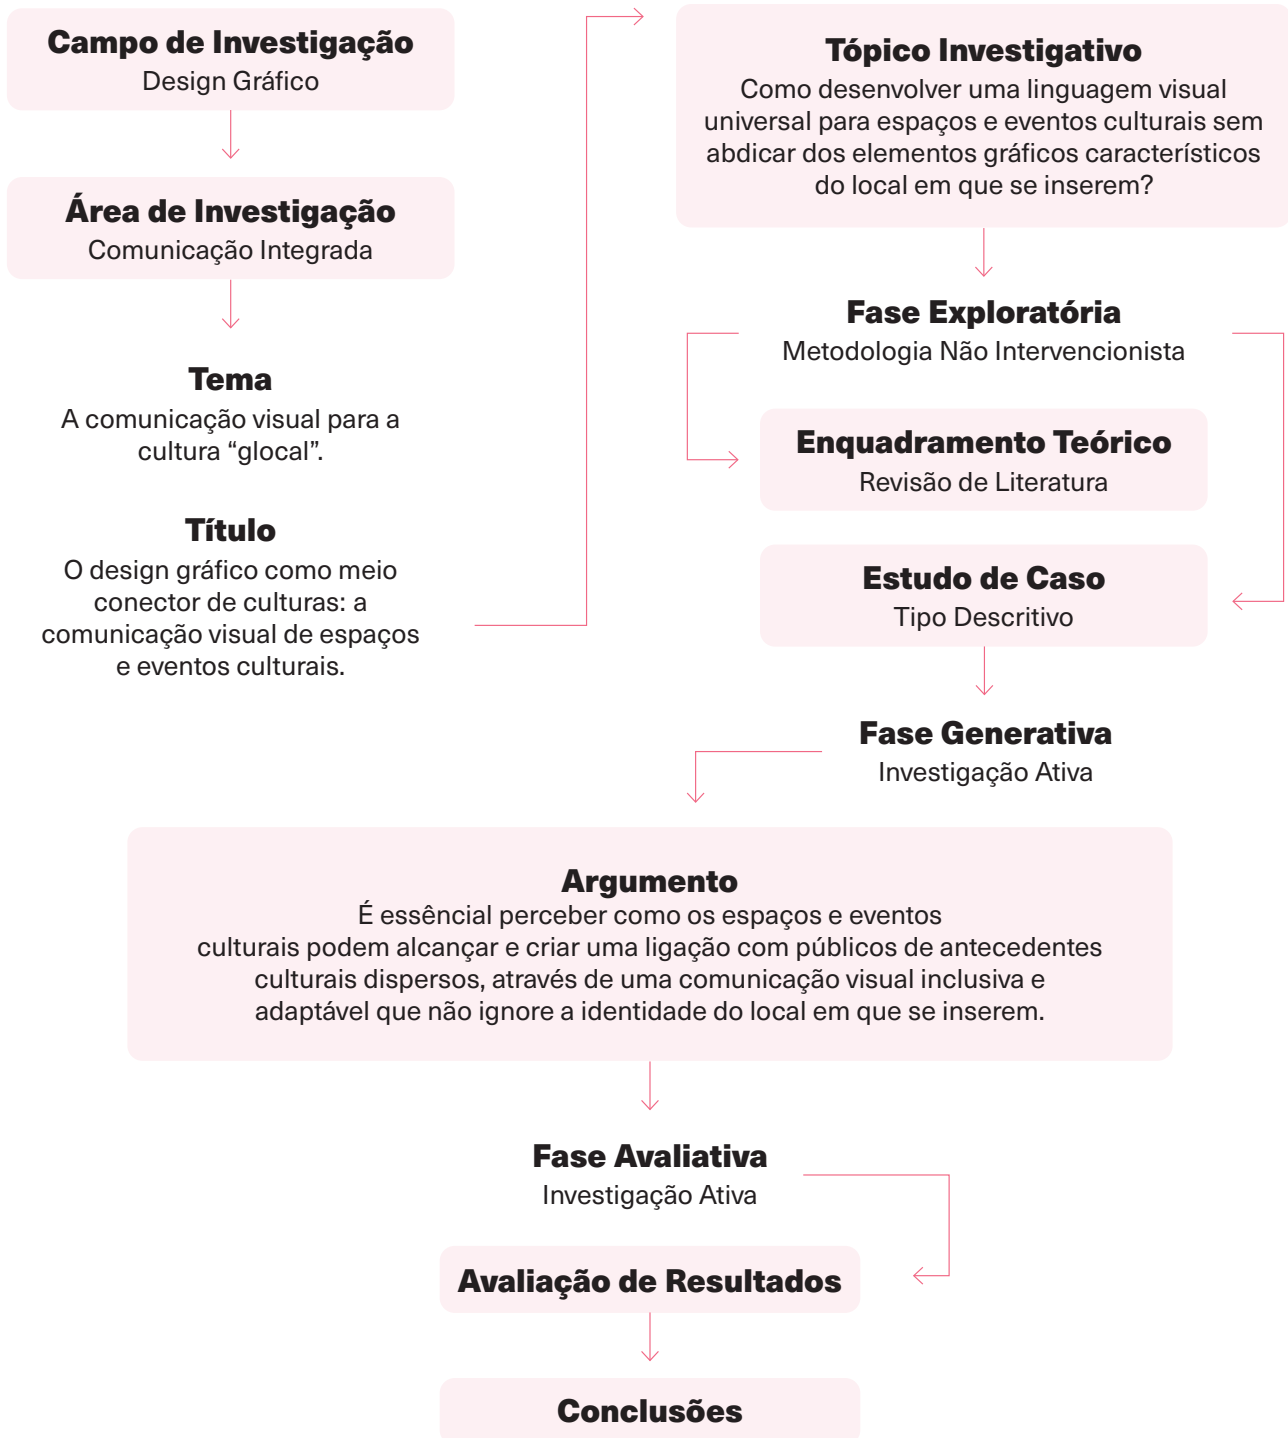 Campo de Investigação
Design Gráfico
Área de Investigação
Comunicação Integrada
Tema
A comunicação visual para a
cultura “glocal”.
Título
O design gráfico como meio
conector de culturas: a
comunicação visual de espaços
e eventos culturais.
Tópico Investigativo
Como desenvolver uma linguagem visual
universal para espaços e eventos culturais sem
abdicar dos elementos gráficos característicos
do local em que se inserem?
Fase Exploratória
Metodologia Não Intervencionista
Enquadramento Teórico
Revisão de Literatura
Estudo de Caso
Tipo Descritivo
Fase Generativa
Investigação Ativa
Argumento
É essêncial perceber como os espaços e eventos
culturais podem alcançar e criar uma ligação com públicos de antecedentes
culturais dispersos, através de uma comunicação visual inclusiva e
adaptável que não ignore a identidade do local em que se inserem.
Fase Avaliativa
Investigação Ativa
Avaliação de Resultados
Conclusões